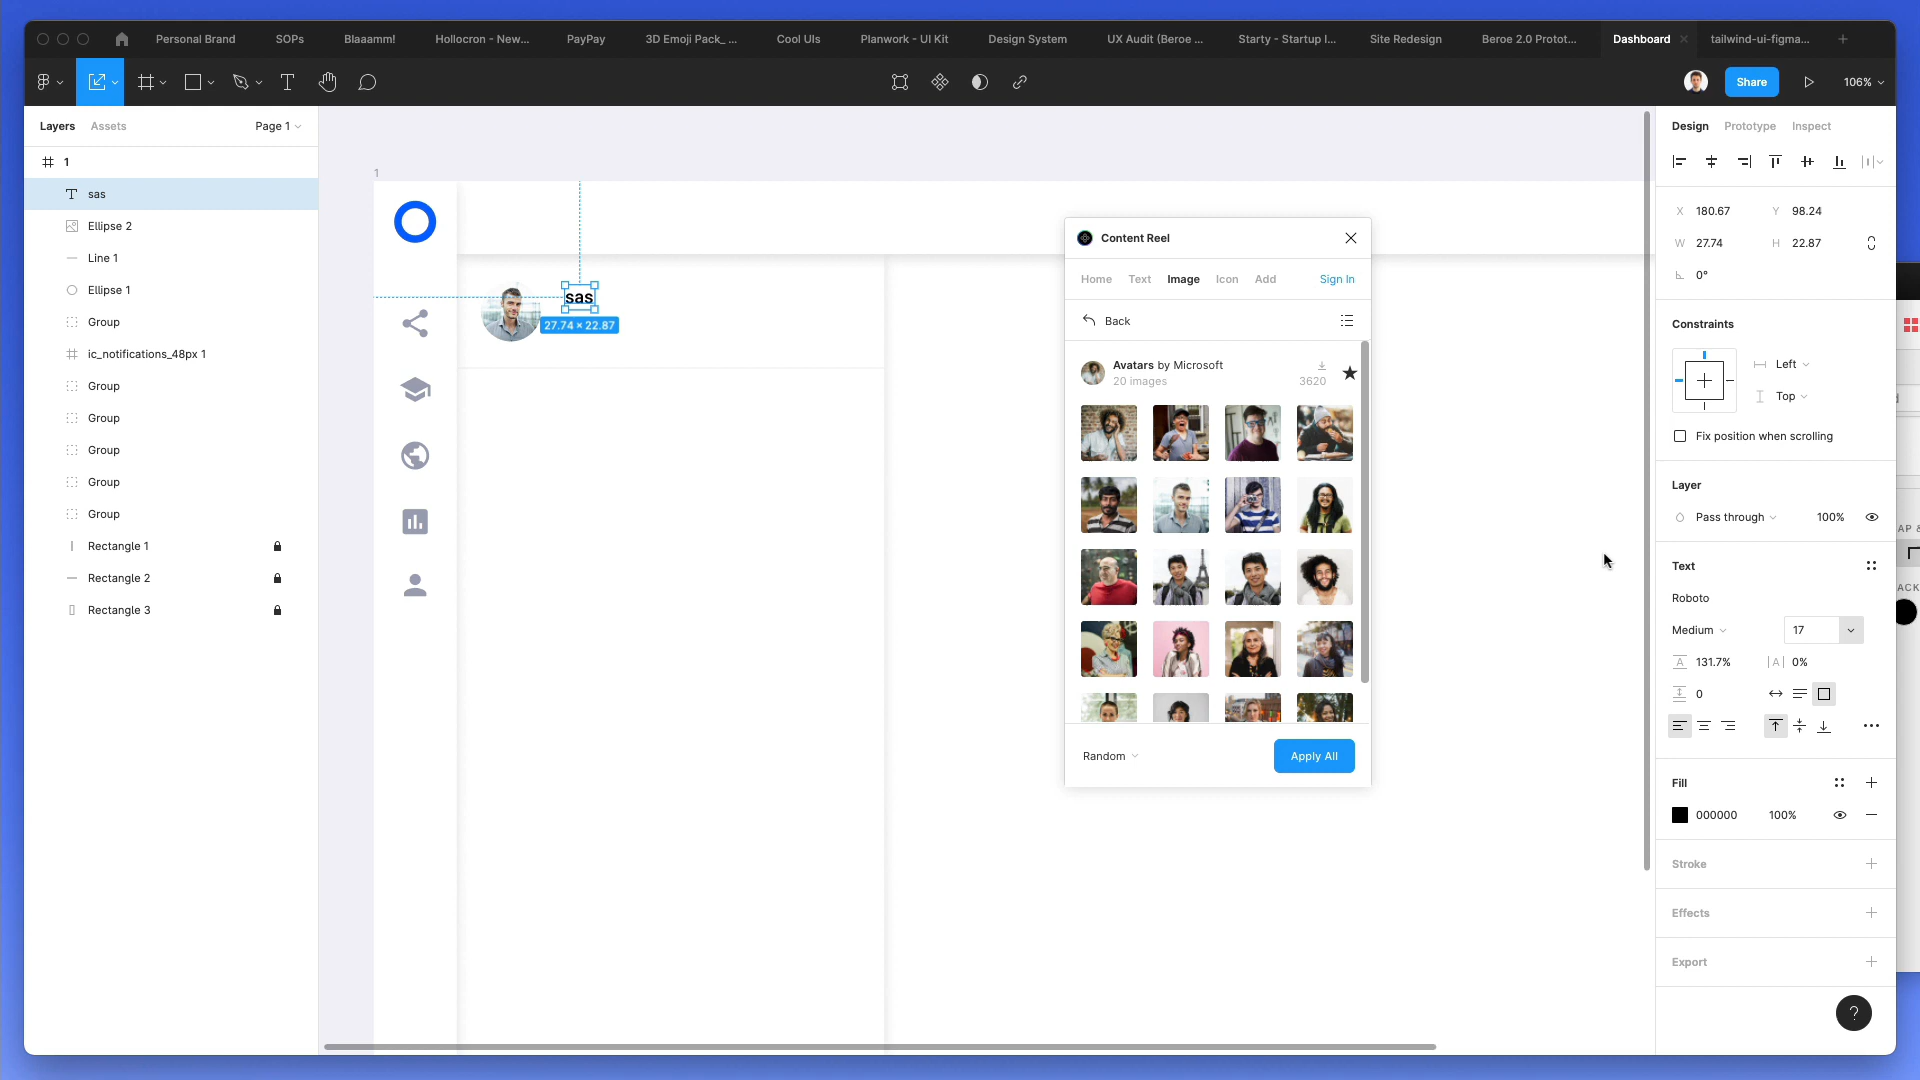 Personal Brand
SOPs
Blaaamm!
Hollocron - New...
PayPay
3D Emoji Pack_ ...
Cool UIs
Planwork - UI Kit
Design System
UX Audit (Beroe ...
Starty - Startup I...
Site Redesign
Beroe 2.0 Protot...
Dashboard
tailwind-ui-figma...
Share
106%
Layers
Assets
Page 1
1
sas
Ellipse 2
Line 1
Ellipse 1
Group
ic_notifications_48px 1
Group
Group
Group
Group
Group
Rectangle 1
Rectangle 2
Rectangle 3
1
sas
27.74 × 22.87
Content Reel
Home
Text
Image
Icon
Add
Sign In
Back
Avatars by Microsoft
20 images
3620
Random
Apply All
Design
Prototype
Inspect
X 180.67
Y 98.24
W 27.74
H 22.87
0°
Constraints
Left
Top
Fix position when scrolling
Layer
Pass through
100%
Text
Roboto
Medium
17
131.7%
0%
0
Fill
000000
100%
Stroke
Effects
Export
?